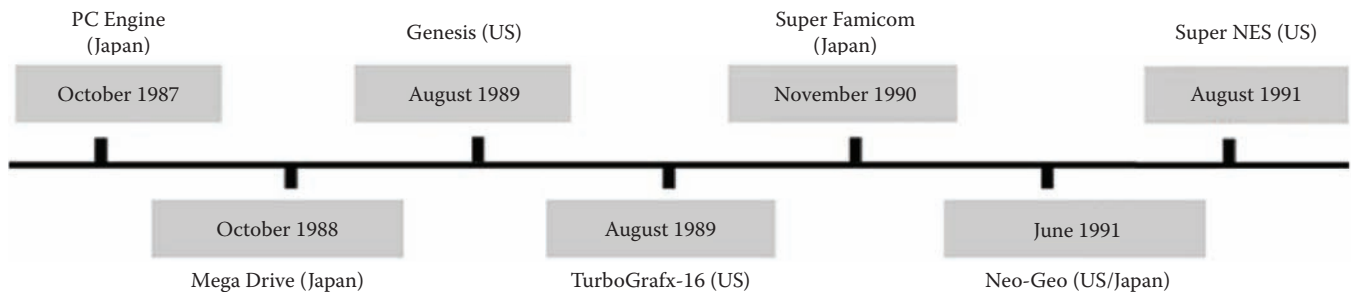 PC Engine
(Japan)
October 1987
Genesis (US)
August 1989
Super Famicom
(Japan)
November 1990
Super NES (US)
August 1991
October 1988
Mega Drive (Japan)
August 1989
TurboGrafx-16 (US)
June 1991
Neo-Geo (US/Japan)